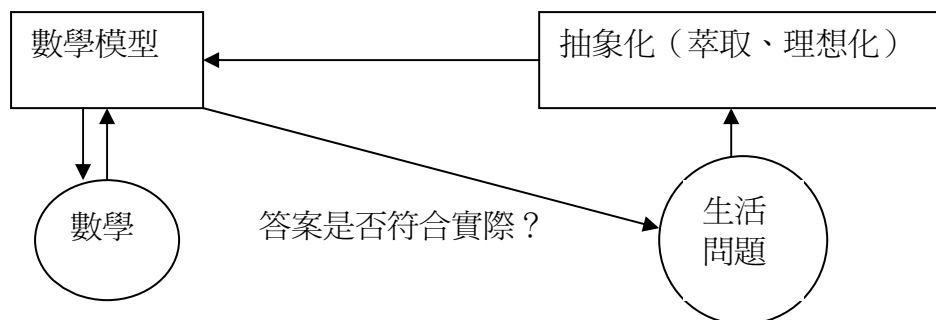 數學模型
抽象化（萃取、理想化）
數學
答案是否符合實際？
生活
問題